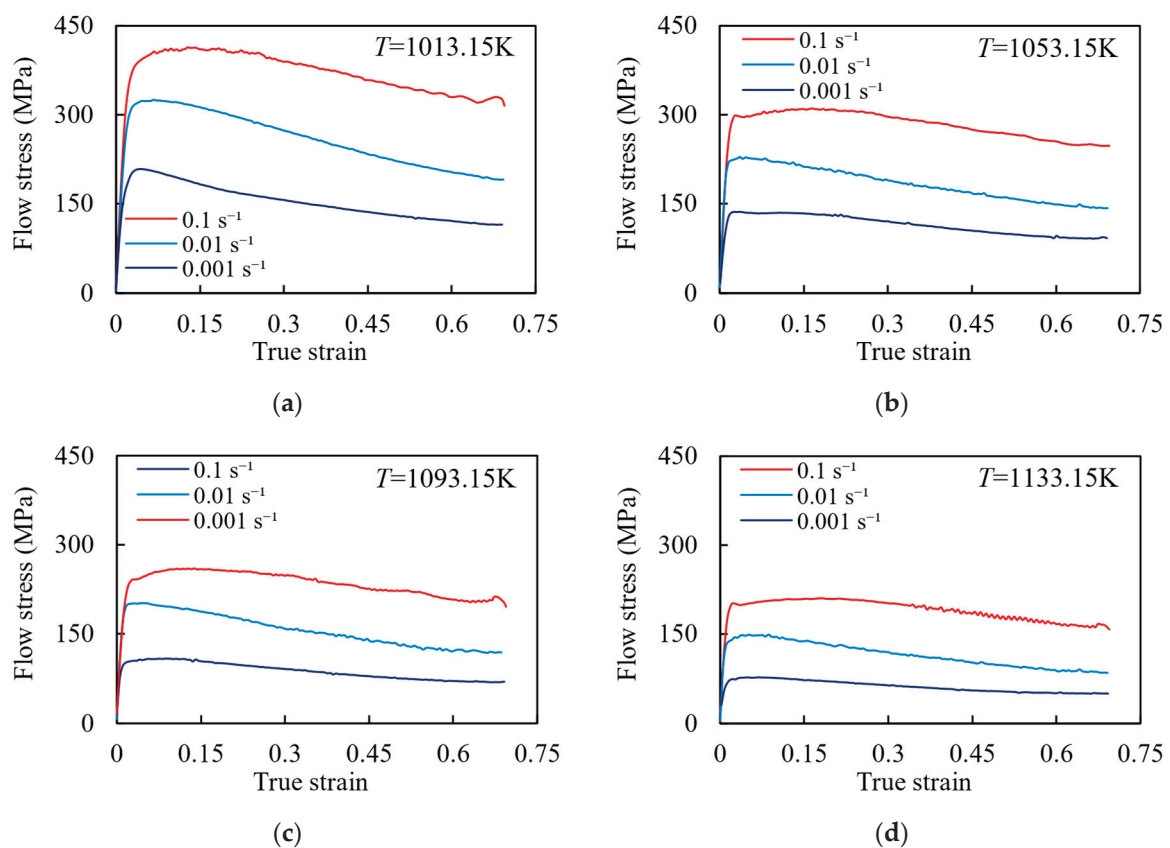 450
300
150
0
Flow stress (MPa)
T=1013.15K
0.1 s⁻¹
0.01 s⁻¹
0.001 s⁻¹
0 0.15 0.3 0.45 0.6 0.75
True strain
(a)
450
300
150
0
Flow stress (MPa)
0.1 s⁻¹
0.01 s⁻¹
0.001 s⁻¹
T=1053.15K
0 0.15 0.3 0.45 0.6 0.75
True strain
(b)
450
300
150
0
Flow stress (MPa)
0.1 s⁻¹
0.01 s⁻¹
0.001 s⁻¹
T=1093.15K
0 0.15 0.3 0.45 0.6 0.75
True strain
(c)
450
300
150
0
Flow stress (MPa)
0.1 s⁻¹
0.01 s⁻¹
0.001 s⁻¹
T=1133.15K
0 0.15 0.3 0.45 0.6 0.75
True strain
(d)